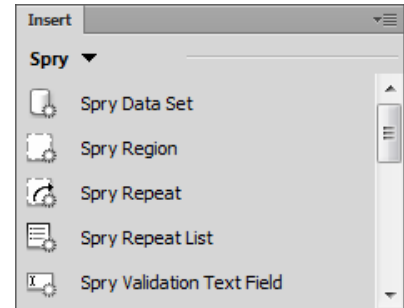 Insert
Spry
Spry Data Set
Spry Region
Spry Repeat
Spry Repeat List
Spry Validation Text Field